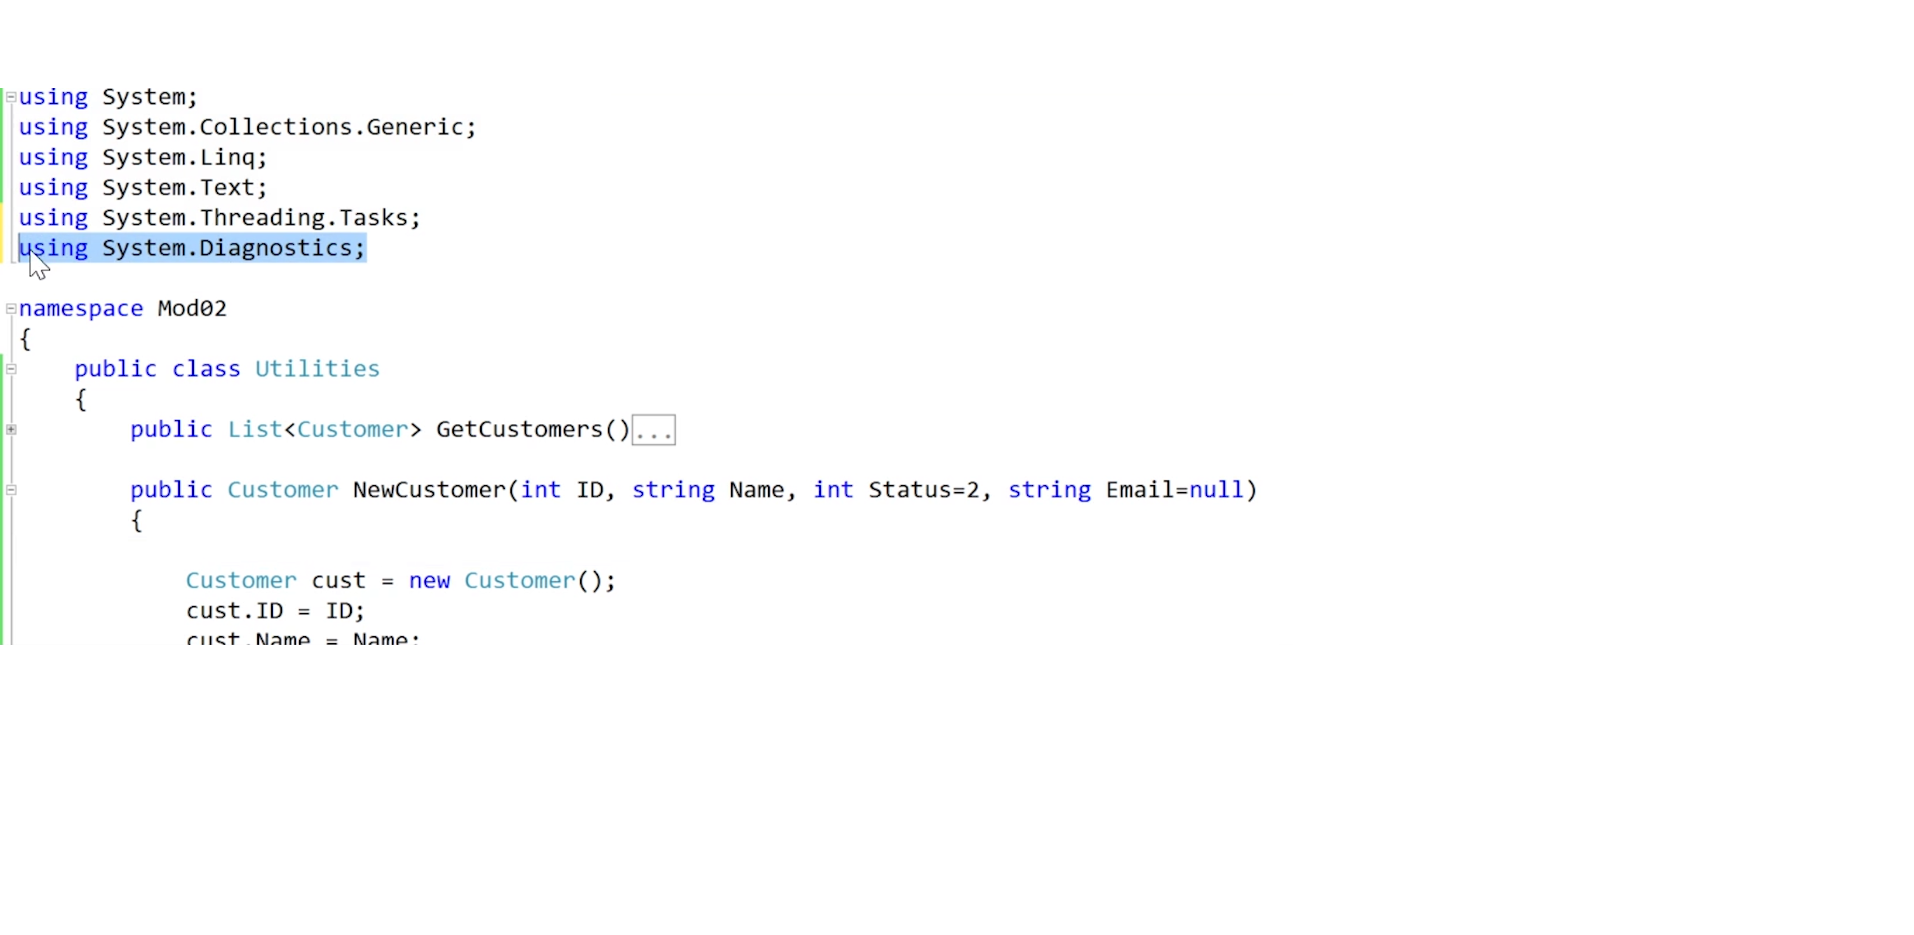 using System;
using System.Collections.Generic;
using System.Linq;
using System.Text;
using System.Threading.Tasks;
using System.Diagnostics;
namespace Mod02
{
public class Utilities
{
public List<Customer> GetCustomers()...
public Customer NewCustomer(int ID, string Name, int Status=2, string Email=null)
{
Customer cust = new Customer();
cust.ID = ID;
cust.Name = Name;